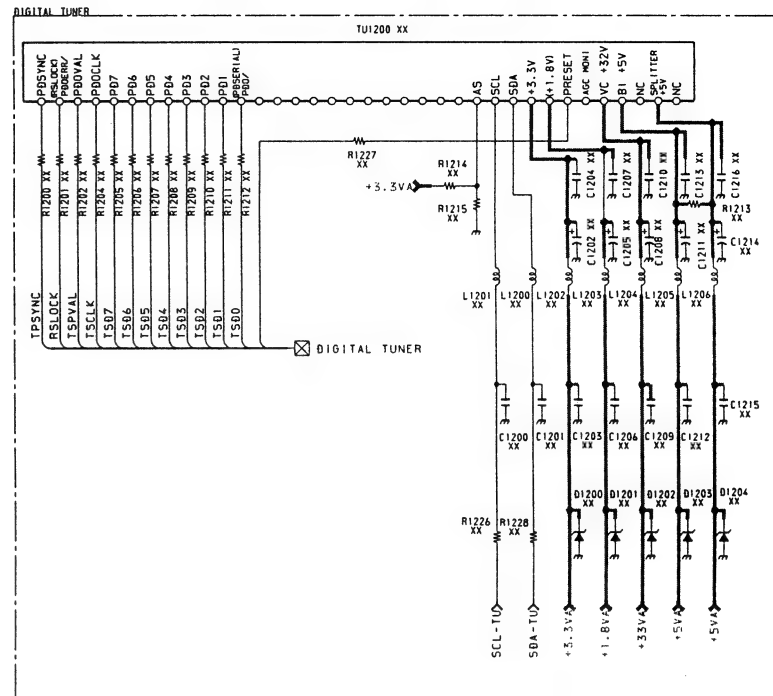 DIGITAL TUNER
TU1200 XX
PDSYNC
(RSLOCK)
PDOERR/
PDOVAL
PDOCLK
PD7
PD6
PD5
PD4
PD3
PD2
PD1
(PDSERIAL)
PDO/
AS
SCL
SDA
+3.3V
X(+1.8V)
PRESET
AGC MONI
VC +32V
B1 +5V
NC
SPLITTER
+5V
NC
R1200 XX
R1201 XX
R1202 XX
R1204 XX
R1205 XX
R1206 XX
R1207 XX
R1208 XX
R1209 XX
R1210 XX
R1211 XX
R1212 XX
R1227
XX
R1214
XX
+3.3VA
R1215
XX
C1204 XX
C1207 XX
C1210 XX
C1213 XX
C1216 XX
R1213
XX
C1202 XX
C1205 XX
C1208 XX
C1211 XX
C1214
XX
TPSYNC
RSLOCK
TSPVAL
TSCLK
TSD7
TSD6
TSD5
TSD4
TSD3
TSD2
TSD1
TSD0
DIGITAL TUNER
L1201
XX
L1200
XX
L1202
XX
L1203
XX
L1204
XX
L1205
XX
L1206
XX
C1200
XX
C1201
XX
C1203
XX
C1206
XX
C1209
XX
C1212
XX
C1215
XX
R1226
XX
R1228
XX
D1200
XX
D1201
XX
D1202
XX
D1203
XX
D1204
XX
SCL-TU
SDA-TU
+3.3VA
+1.8VA
+33VA
+5VA
+5VA